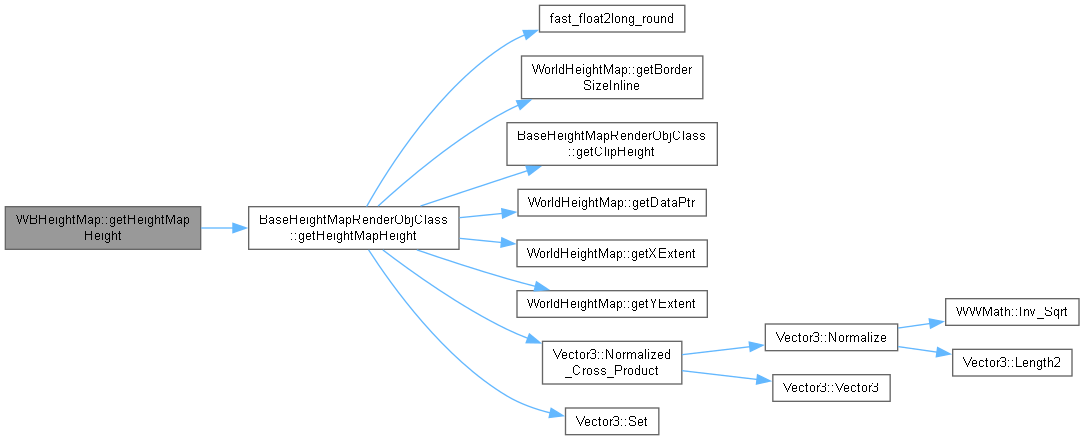 fast_float2long_round
WorldHeightMap::getBorder
SizeInline
BaseHeightMapRenderObjClass
::getClipHeight
WorldHeightMap::getDataPtr
WBHeightMap::getHeightMap
Height
BaseHeightMapRenderObjClass
::getHeightMapHeight
WorldHeightMap::getXExtent
WorldHeightMap::getYExtent
WWMath::Inv_Sqrt
Vector3::Normalize
Vector3::Normalized
_Cross_Product
Vector3::Length2
Vector3::Vector3
Vector3::Set